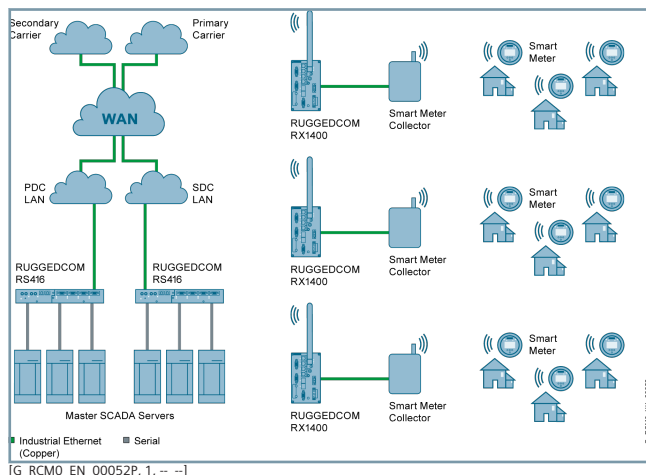 Secondary
Carrier
Primary
Carrier
WAN
PDC
LAN
SDC
LAN
RUGGEDCOM
RS416
RUGGEDCOM
RS416
Master SCADA Servers
Industrial Ethernet
(Copper)
Serial
RUGGEDCOM
RX1400
Smart Meter
Collector
Smart
Meter
RUGGEDCOM
RX1400
Smart Meter
Collector
Smart
Meter
RUGGEDCOM
RX1400
Smart Meter
Collector
Smart
Meter
[G_RCM0_EN_00052P, 1, --_--]